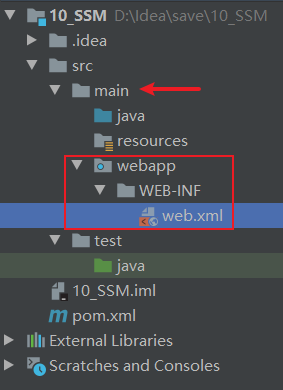 10_SSM D:\Idea\save\10_SSM
.idea
src
main
java
resources
webapp
WEB-INF
web.xml
test
java
10_SSM.iml
pom.xml
External Libraries
Scratches and Consoles